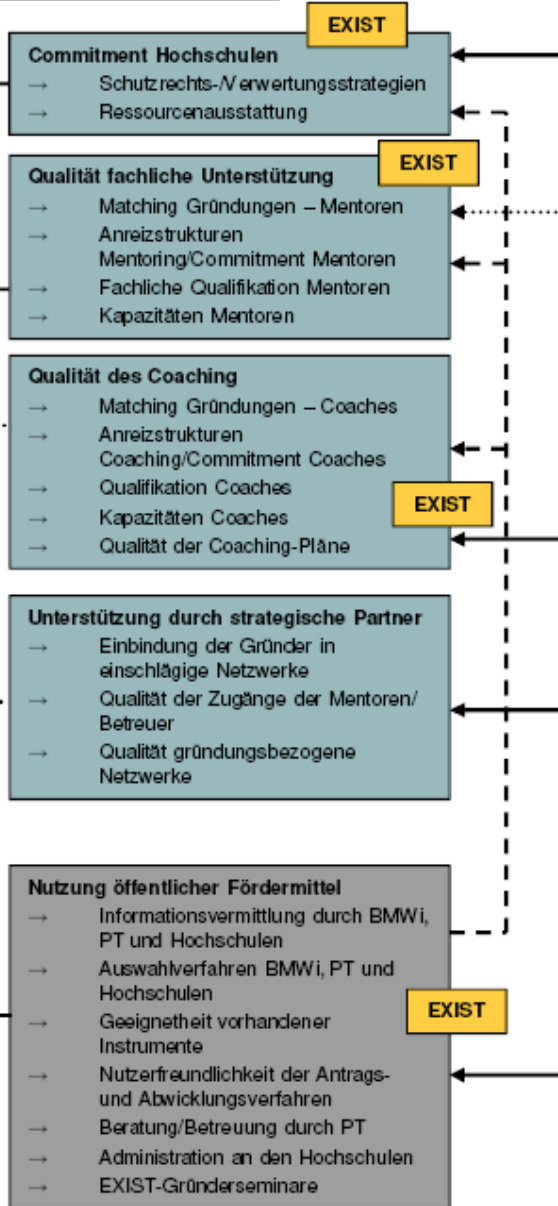 EXIST
Commitment Hochschulen
→ Schutzrechts-/Verwertungsstrategien
→ Ressourcenausstattung
EXIST
Qualität fachliche Unterstützung
→ Matching Gründungen – Mentoren
→ Anreizstrukturen
Mentoring/Commitment Mentoren
→ Fachliche Qualifikation Mentoren
→ Kapazitäten Mentoren
Qualität des Coaching
→ Matching Gründungen – Coaches
→ Anreizstrukturen
Coaching/Commitment Coaches
→ Qualifikation Coaches
EXIST
→ Kapazitäten Coaches
→ Qualität der Coaching-Pläne
Unterstützung durch strategische Partner
→ Einbindung der Gründer in
einschlägige Netzwerke
→ Qualität der Zugänge der Mentoren/
Betreuer
→ Qualität gründungsbezogene
Netzwerke
Nutzung öffentlicher Fördermittel
→ Informationsvermittlung durch BMWi,
PT und Hochschulen
→ Auswahlverfahren BMWi, PT und
Hochschulen
EXIST
→ Geeignetheit vorhandener
Instrumente
→ Nutzerfreundlichkeit der Antrags-
und Abwicklungsverfahren
→ Beratung/Betreuung durch PT
→ Administration an den Hochschulen
→ EXIST-Gründerseminare